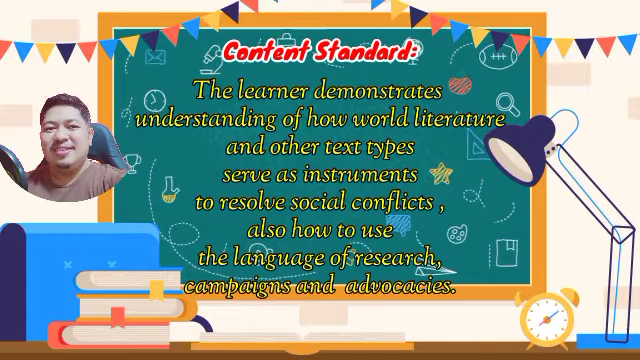 Content Standard:
The learner demonstrates
understanding of how world literature
and other text types
serve as instruments
to resolve social conflicts ,
also how to use
the language of research,
campaigns and advocacies.